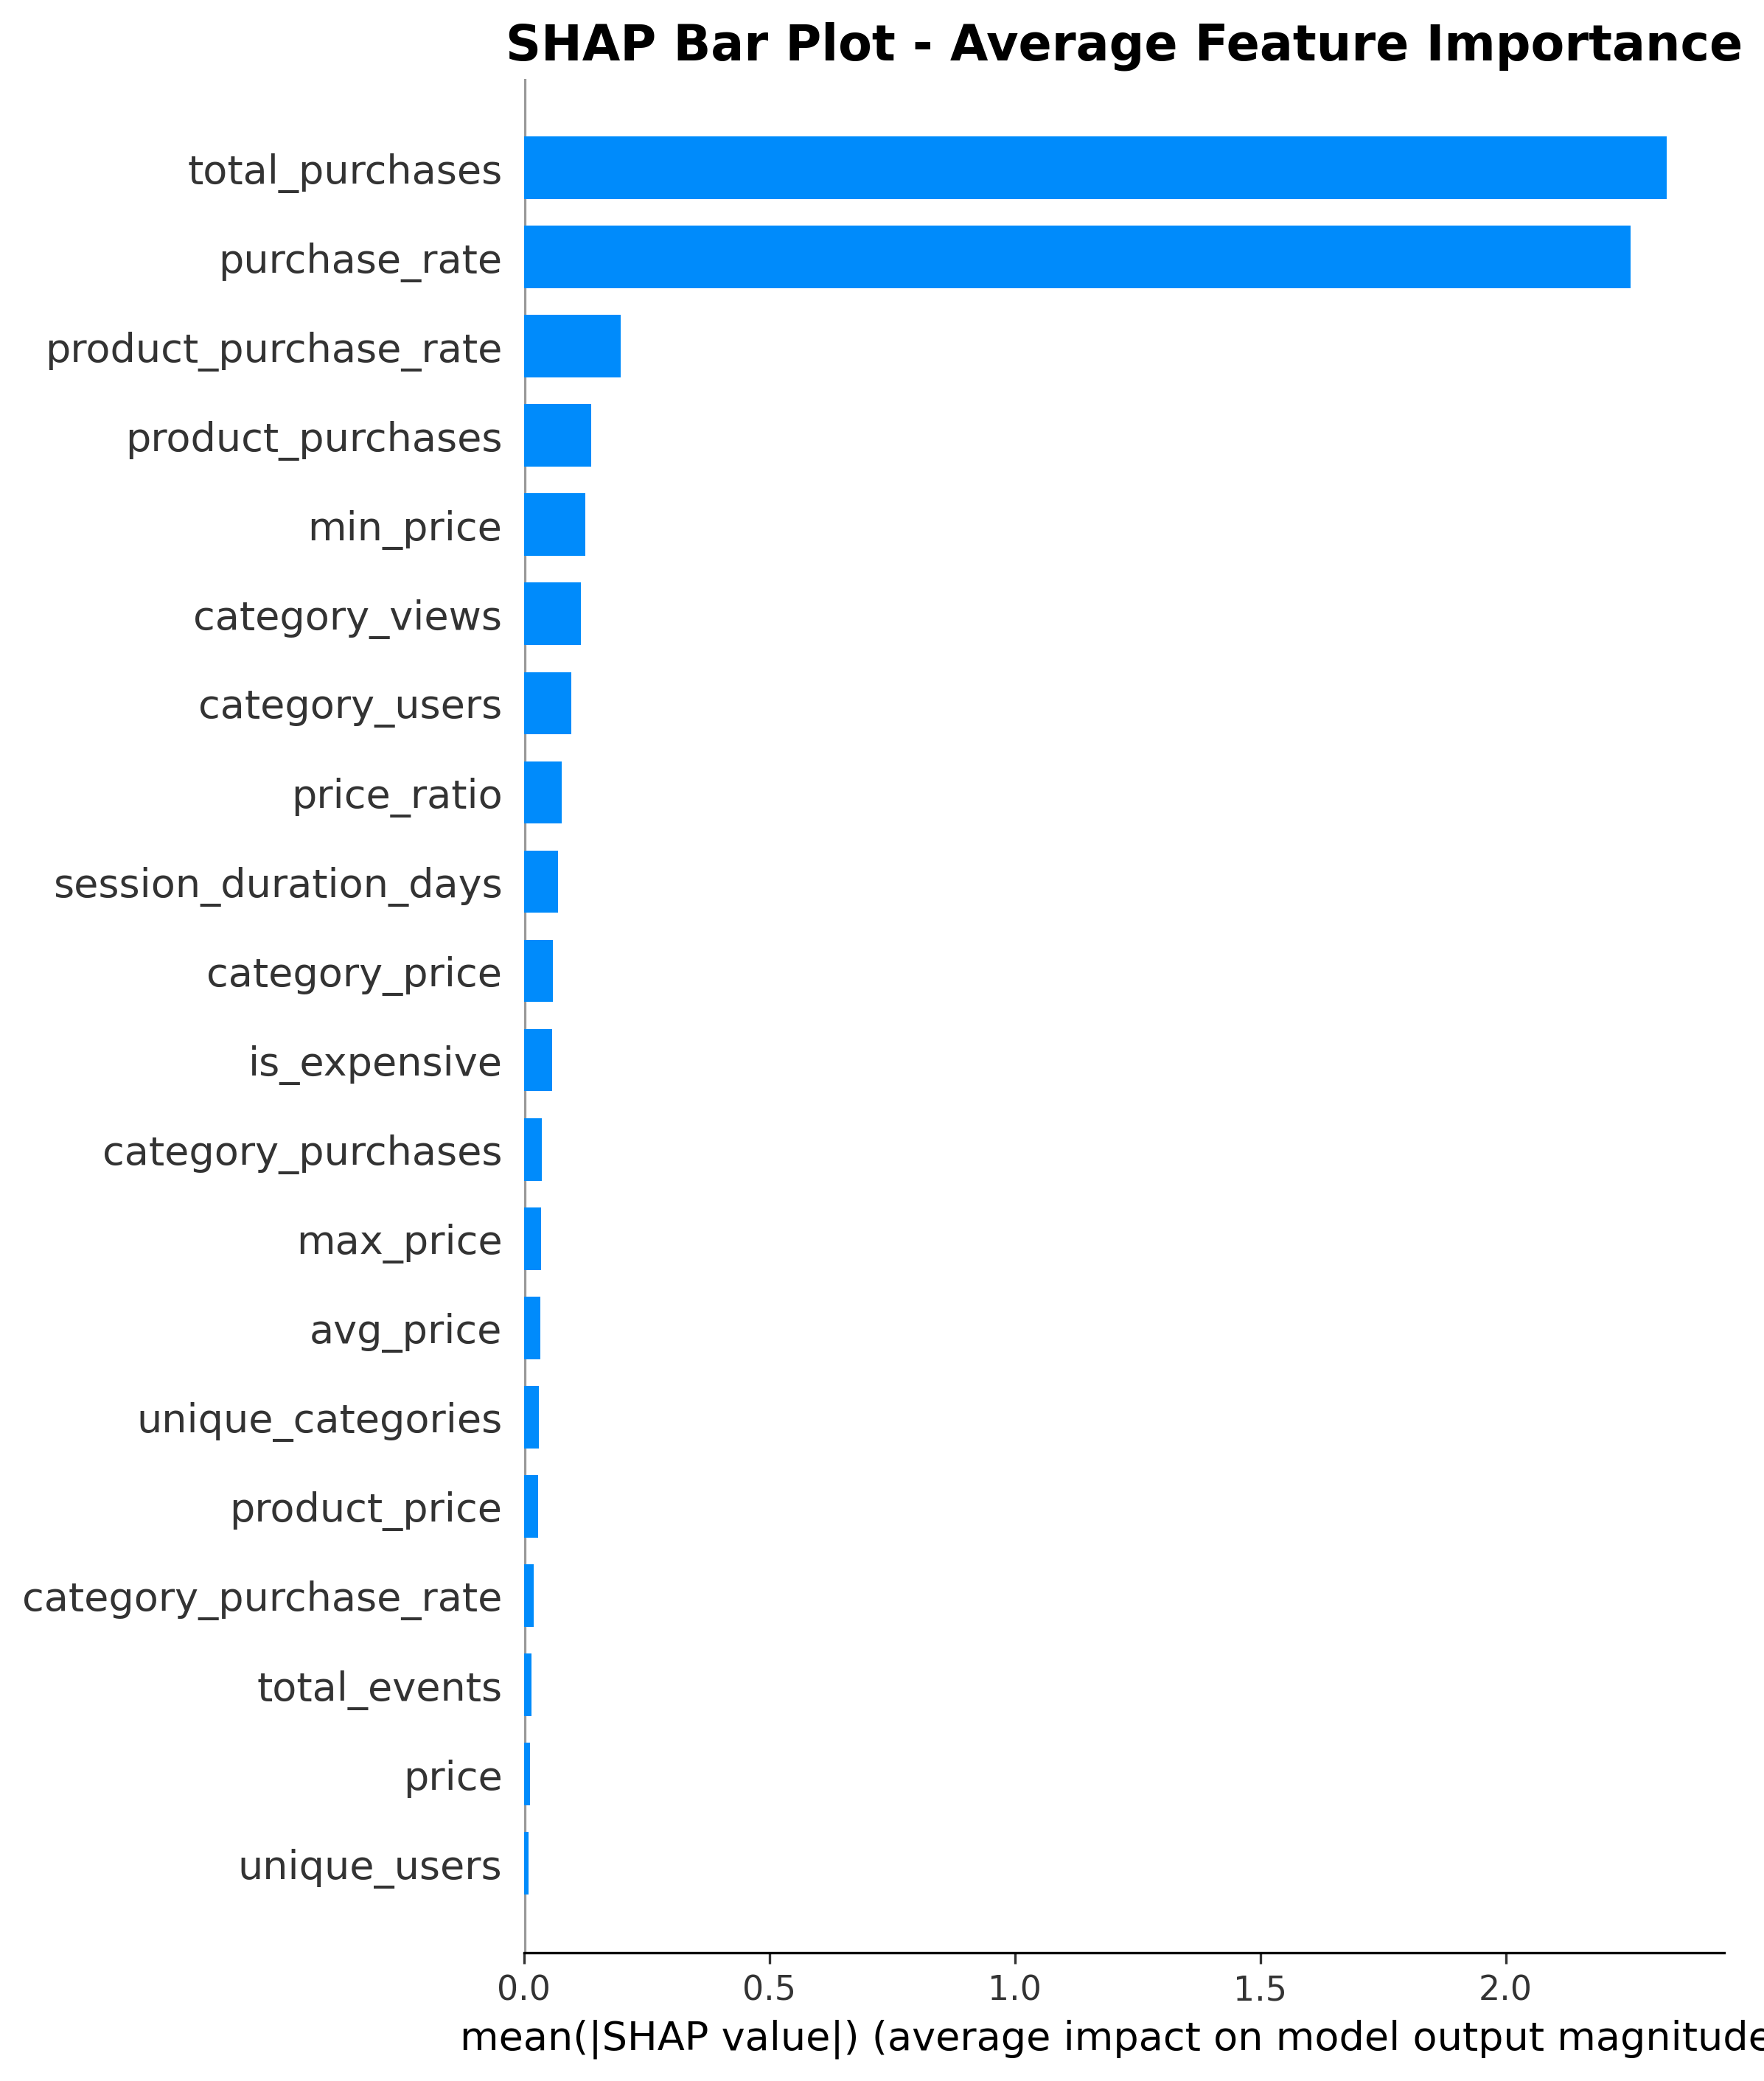 SHAP Bar Plot - Average Feature Importance
total_purchases
purchase_rate
product_purchase_rate
product_purchases
min_price
category_views
category_users
price_ratio
session_duration_days
category_price
is_expensive
category_purchases
max_price
avg_price
unique_categories
product_price
category_purchase_rate
total_events
price
unique_users
0.0 0.5 1.0 1.5 2.0
mean(|SHAP value|) (average impact on model output magnitude